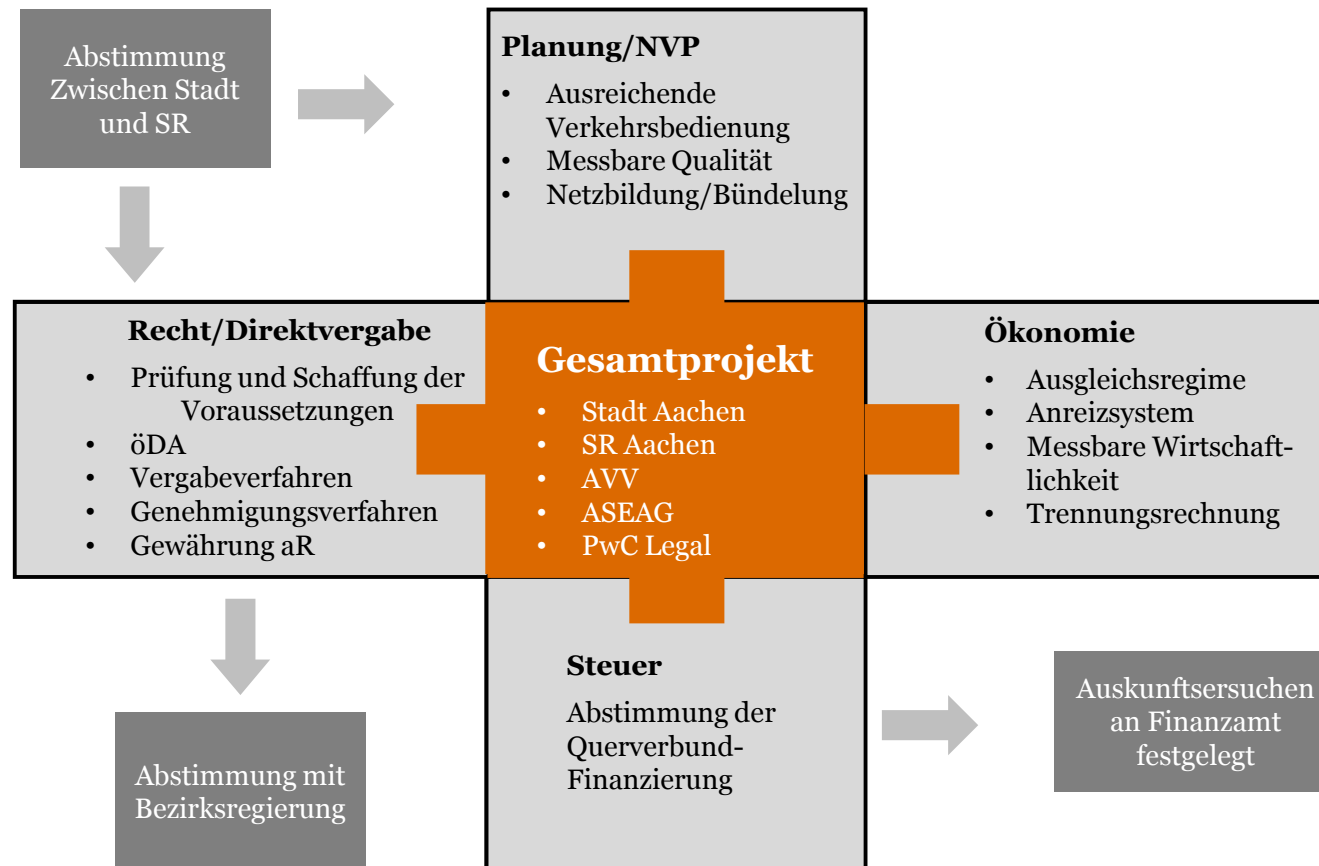 Abstimmung
Zwischen Stadt
und SR
Planung/NVP
• Ausreichende
Verkehrsbedienung
• Messbare Qualität
• Netzbildung/Bündelung
Recht/Direktvergabe
• Prüfung und Schaffung der
Voraussetzungen
• öDA
• Vergabeverfahren
• Genehmigungsverfahren
• Gewährung aR
Gesamtprojekt
• Stadt Aachen
• SR Aachen
• AVV
• ASEAG
• PwC Legal
Ökonomie
• Ausgleichsregime
• Anreizsystem
• Messbare Wirtschaft-
lichkeit
• Trennungsrechnung
Steuer
Abstimmung der
Querverbund-
Finanzierung
Abstimmung mit
Bezirksregierung
Auskunftsersuchen
an Finanzamt
festgelegt